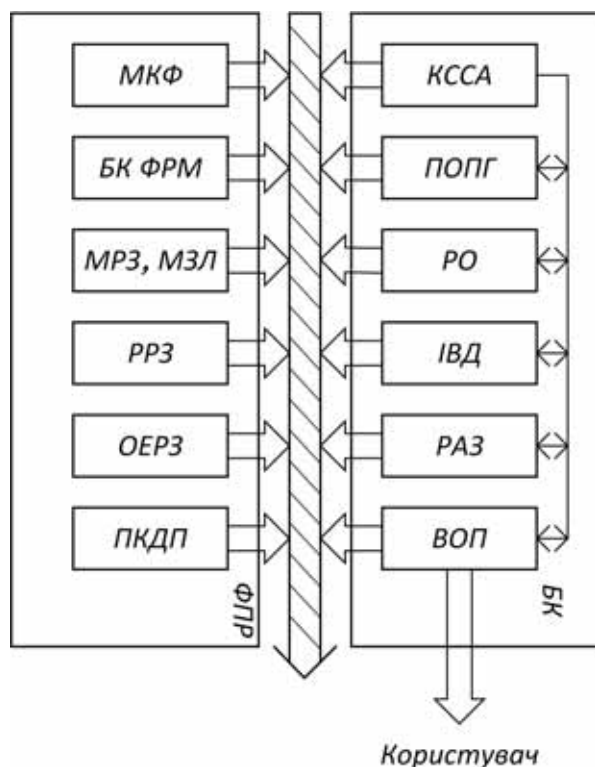 МКФ
КССА
БК ФРМ
ПОПГ
МРЗ, МЗЛ
РО
РРЗ
ІВД
ОЕРЗ
РАЗ
ПКДП
ВОП
ФПР
БК
Користувач